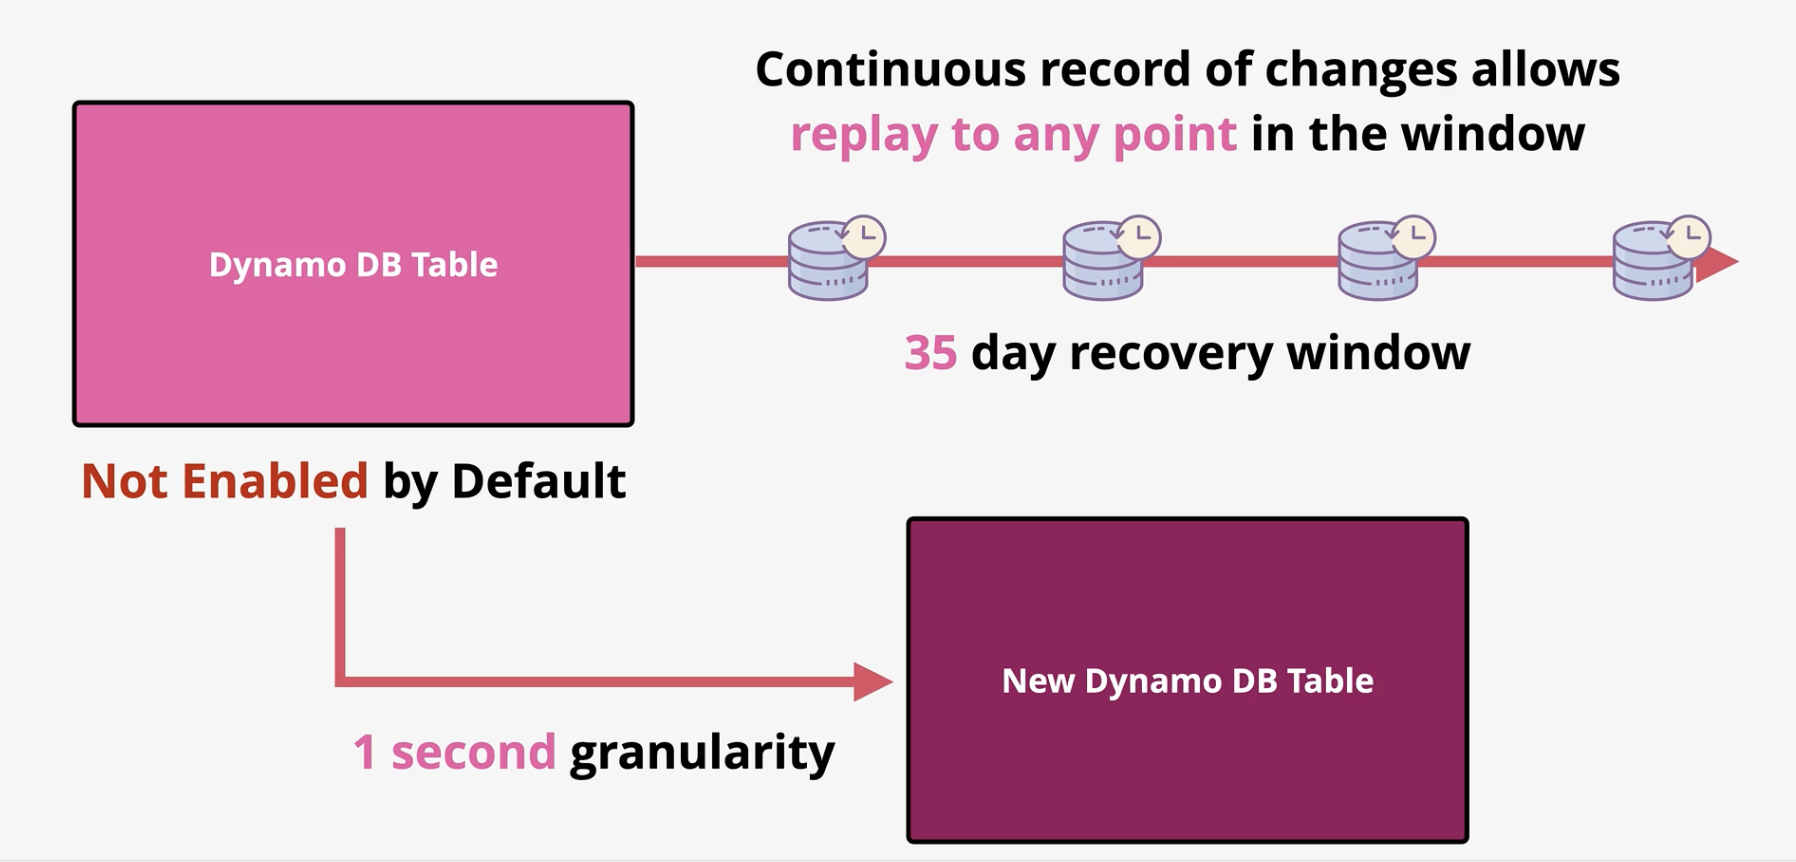 Continuous record of changes allows
replay to any point in the window
Dynamo DB Table
35 day recovery window
Not Enabled by Default
New Dynamo DB Table
1 second granularity